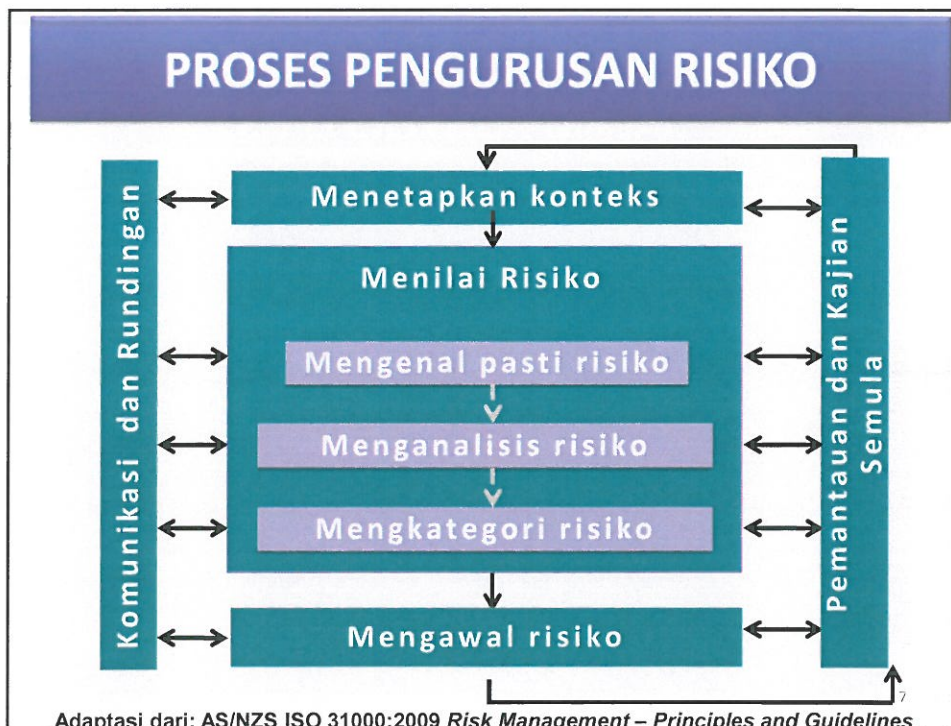 PROSES PENGURUSAN RISIKO
Komunikasi dan Rundingan
Menetapkan konteks
Menilai Risiko
Mengenal pasti risiko
Menganalisis risiko
Mengkategori risiko
Mengawal risiko
Pemantauan dan Kajian
Semula
7
Adaptasi dari: AS/NZS ISO 31000:2009 Risk Management – Principles and Guidelines